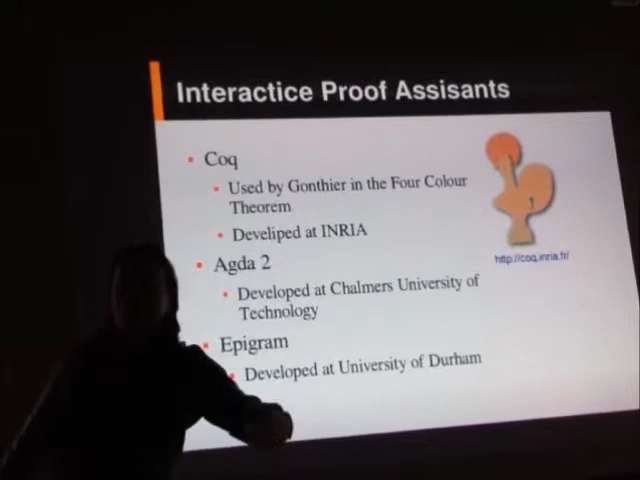 Interactice Proof Assisants
Coq
Used by Gonthier in the Four Colour
Theorem
Develiped at INRIA
http://coq.inria.fr/
Agda 2
Developed at Chalmers University of
Technology
Epigram
Developed at University of Durham